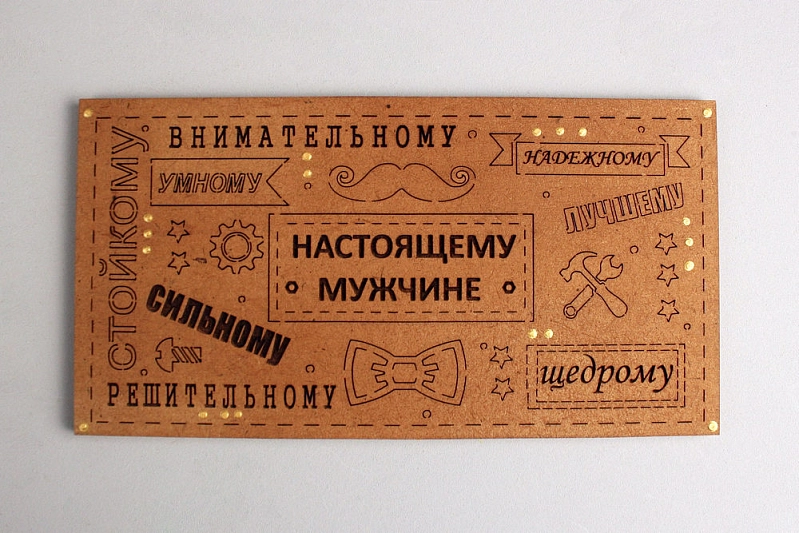 ВНИМАТЕЛЬНОМУ
НАДЕЖНОМУ
УМНОМУ
СТОЙКОМУ
ЛУЧШЕМУ
НАСТОЯЩЕМУ
МУЖЧИНЕ
СИЛЬНОМУ
щедрому
РЕШИТЕЛЬНОМУ